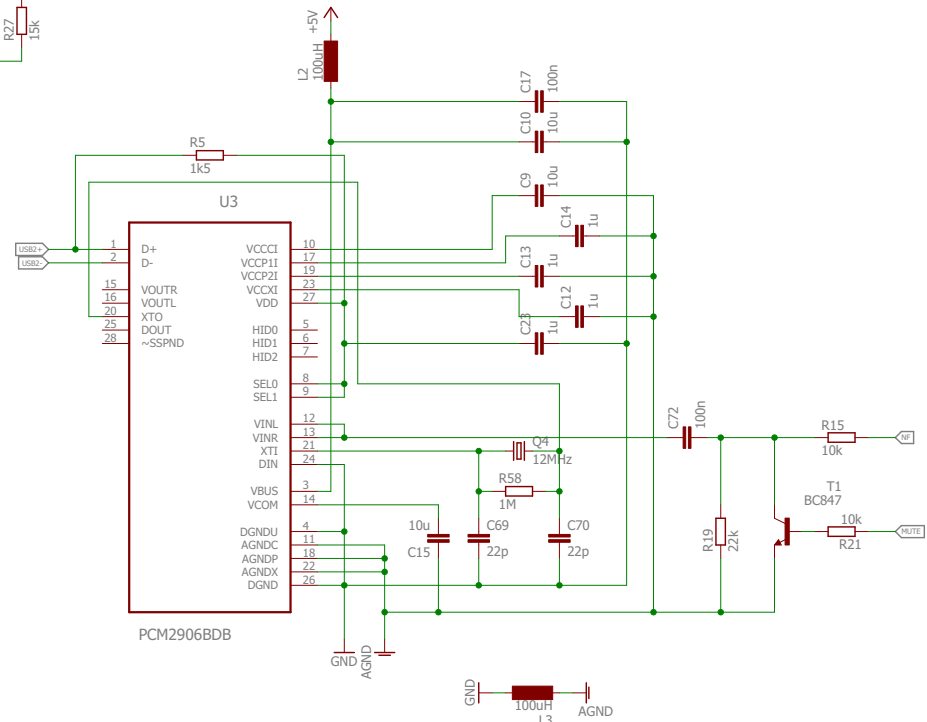 R27
15k
+5V
L2
100uH
C17
100n
C10
10u
R5
1k5
C9
10u
U3
C14
1u
USB2+
1
D+
VCCCI
10
USB2-
2
D-
VCCP1I
17
C13
1u
VCCP2I
19
15
VOUTR
VCCXI
23
C12
1u
16
VOUTL
VDD
27
20
XTO
C23
1u
25
DOUT
HID0
5
28
~SSPND
HID1
6
HID2
7
SEL0
8
SEL1
9
C72
100n
VINL
12
R15
10k
NF
VINR
13
XTI
21
Q4
12MHz
DIN
24
R58
1M
T1
BC847
VBUS
3
VCOM
14
10u
C15
C69
22p
C70
22p
R19
22k
10k
R21
MUTE
DGNDU
4
AGNDC
11
AGNDP
18
AGNDX
22
DGND
26
PCM2906BDB
GND
AGND
GND
100uH
L3
AGND